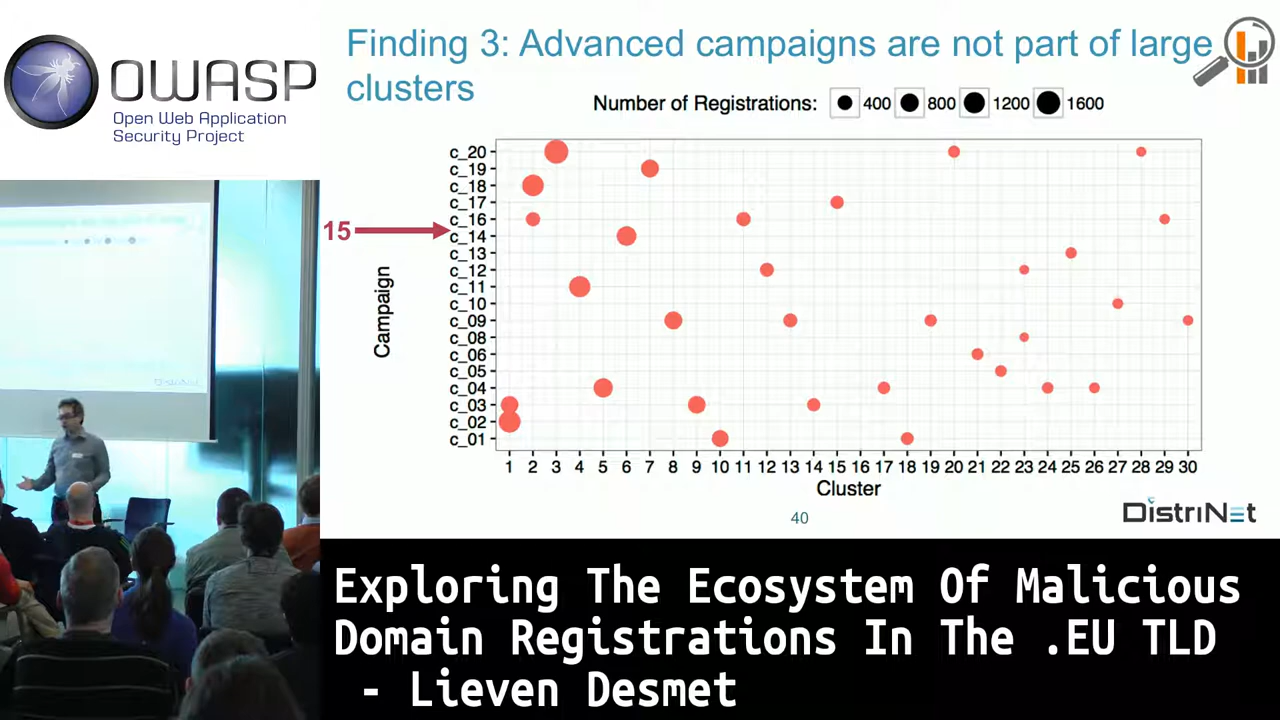 OWASP
Open Web Application
Security Project
Finding 3: Advanced campaigns are not part of large
clusters
Number of Registrations: 400 800 1200 1600
c_20
c_19
c_18
c_17
c_16
15
c_14
c_13
c_12
c_11
c_10
c_09
c_08
c_06
c_05
c_04
c_03
c_02
c_01
Campaign
1 2 3 4 5 6 7 8 9 10 11 12 13 14 15 16 17 18 19 20 21 22 23 24 25 26 27 28 29 30
Cluster
40
DistriNet
DistriNet
Exploring The Ecosystem Of Malicious
Domain Registrations In The .EU TLD
- Lieven Desmet